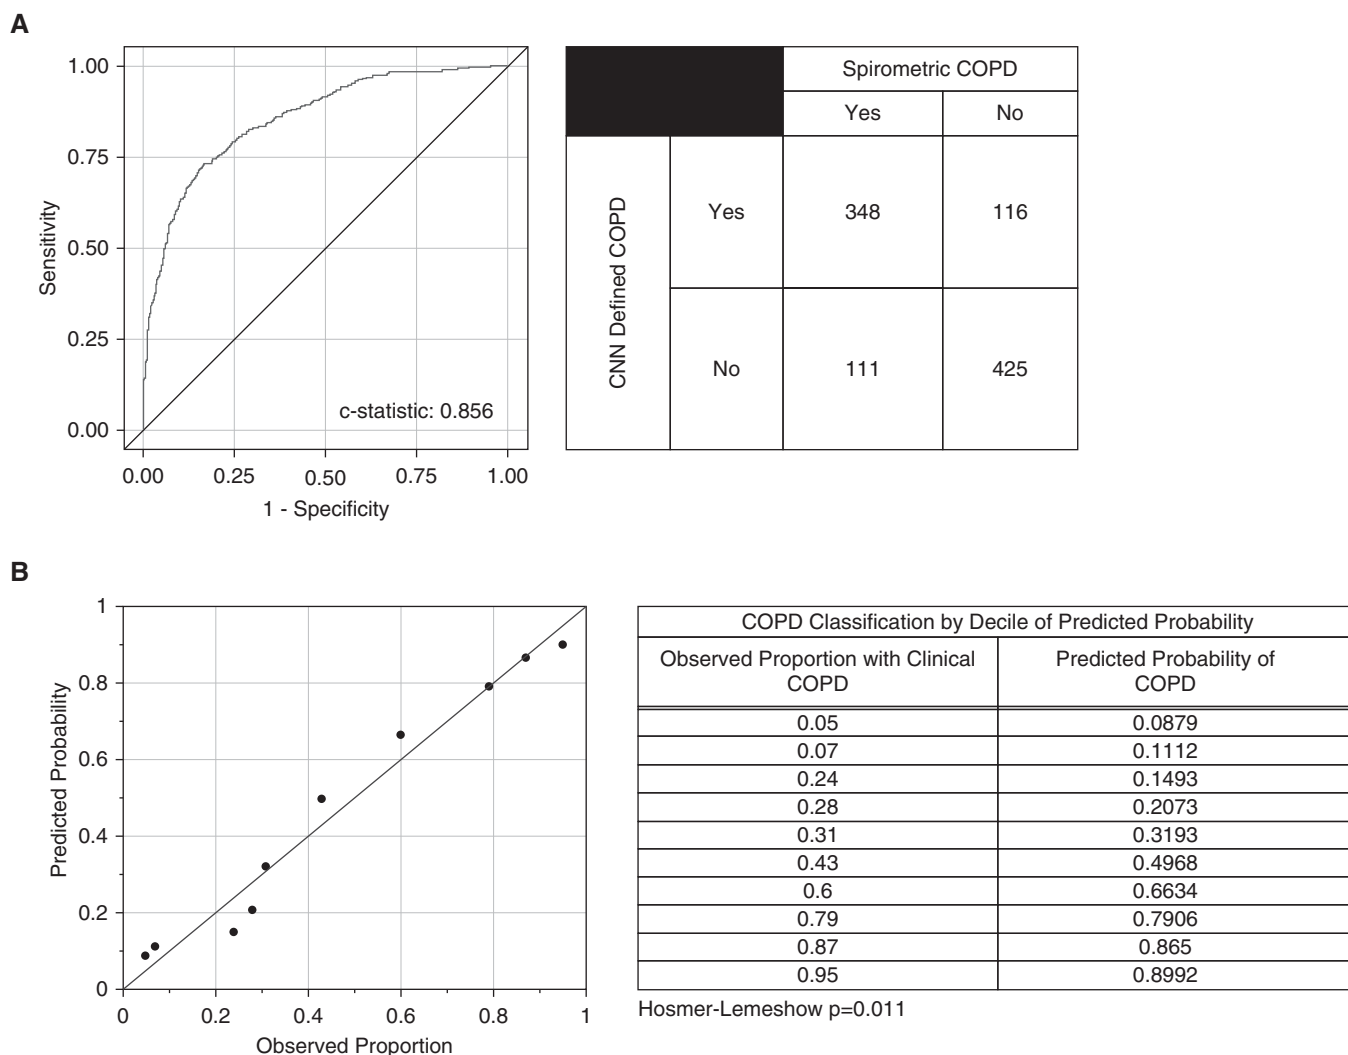 A
1.00
0.75
0.50
0.25
0.00
Sensitivity
0.00 0.25 0.50 0.75 1.00
1 - Specificity
c-statistic: 0.856
Spirometric COPD
Yes No
CNN Defined COPD
Yes 348 116
No 111 425
B
1
0.8
0.6
0.4
0.2
0
Predicted Probability
0 0.2 0.4 0.6 0.8 1
Observed Proportion
COPD Classification by Decile of Predicted Probability
Observed Proportion with Clinical
COPD
Predicted Probability of
COPD
0.05 0.0879
0.07 0.1112
0.24 0.1493
0.28 0.2073
0.31 0.3193
0.43 0.4968
0.6 0.6634
0.79 0.7906
0.87 0.865
0.95 0.8992
Hosmer-Lemeshow p=0.011